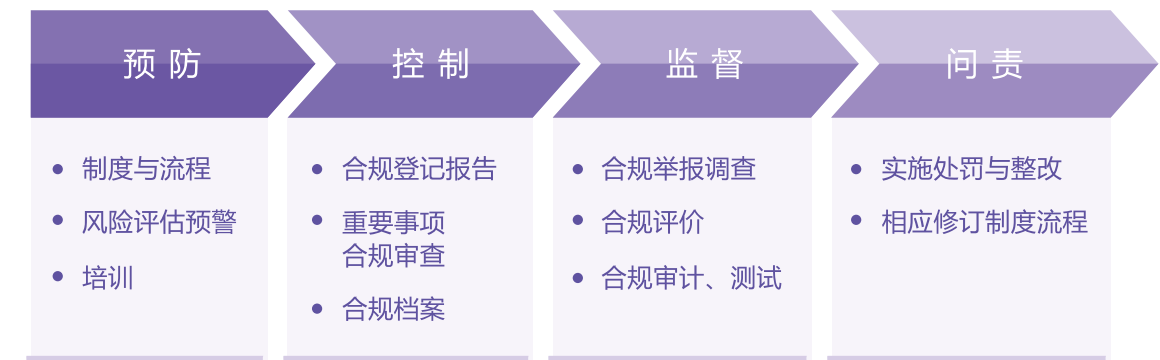 预防
制度与流程
风险评估预警
培训
控制
合规登记报告
重要事项
合规审查
合规档案
监督
合规举报调查
合规评价
合规审计、测试
问责
实施处罚与整改
相应修订制度流程